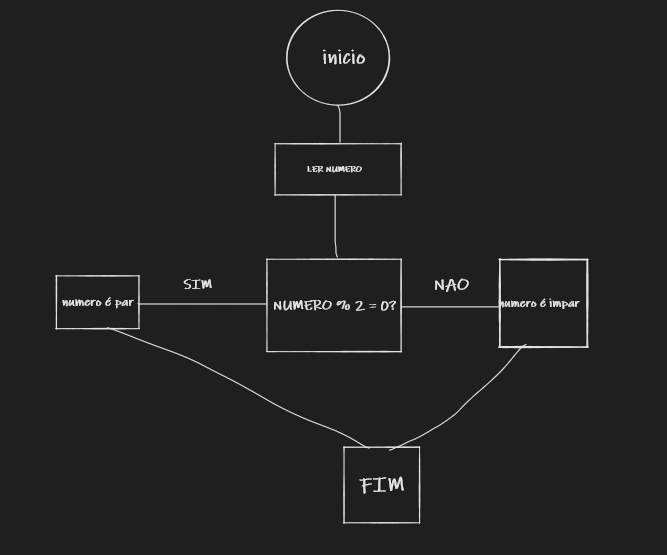 inicio
LER NUMERO
SIM
NAO
numero é par
NUMERO % 2 = 0?
numero é impar
FIM